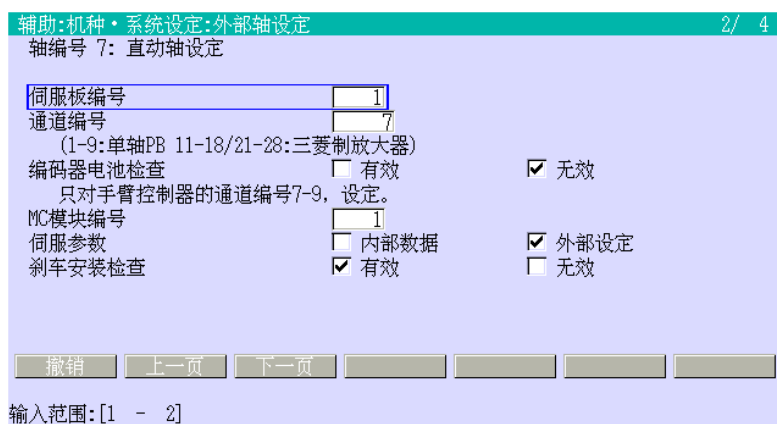 辅助:机种・系统设定:外部轴设定 2/ 4
轴编号 7: 直动轴设定
伺服板编号 1
通道编号 7
(1-9:单轴PB 11-18/21-28:三菱制放大器)
编码器电池检查 有效 无效
只对手臂控制器的通道编号7-9, 设定。
MC模块编号 1
伺服参数 内部数据 外部设定
刹车安装检查 有效 无效
撤销 上一页 下一页
输入范围:[1 - 2]